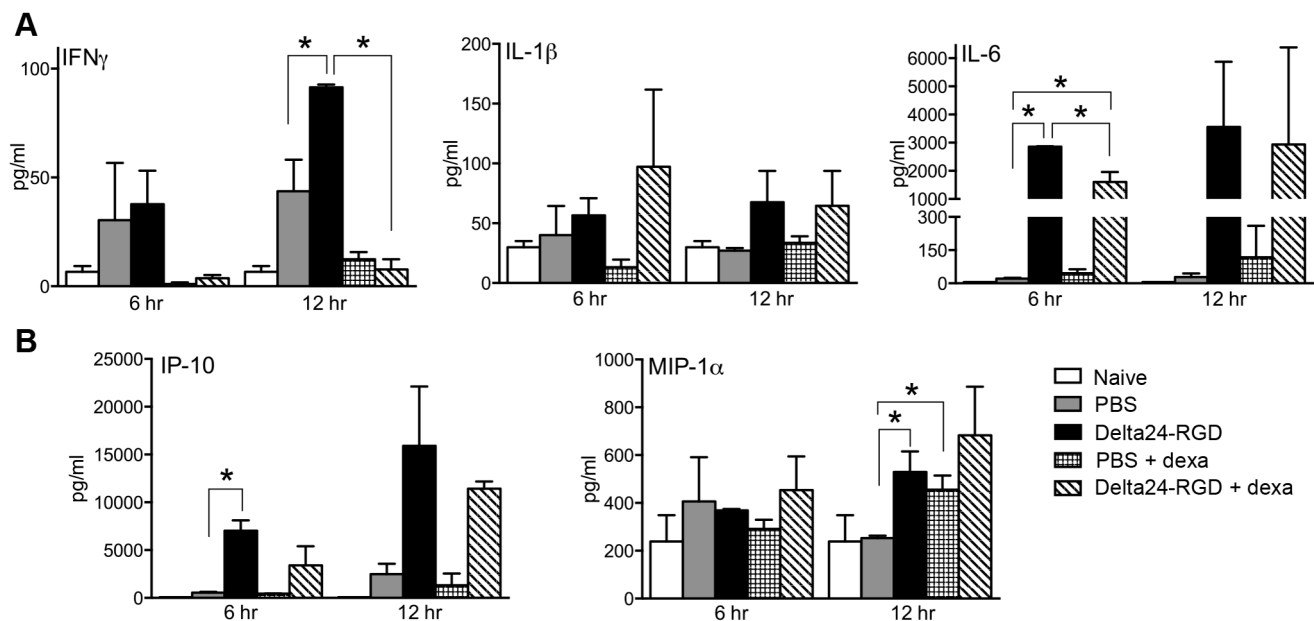 A
IFNγ
100
50
0
pg/ml
*
*
6 hr
12 hr
IL-1β
200
150
100
50
0
pg/ml
6 hr
12 hr
IL-6
6000
5000
4000
3000
2000
1000
300
150
0
pg/ml
*
*
*
6 hr
12 hr
B
IP-10
25000
20000
15000
10000
5000
0
pg/ml
*
6 hr
12 hr
MIP-1α
1000
800
600
400
200
0
pg/ml
*
*
6 hr
12 hr
Naive
PBS
Delta24-RGD
PBS + dexa
Delta24-RGD + dexa